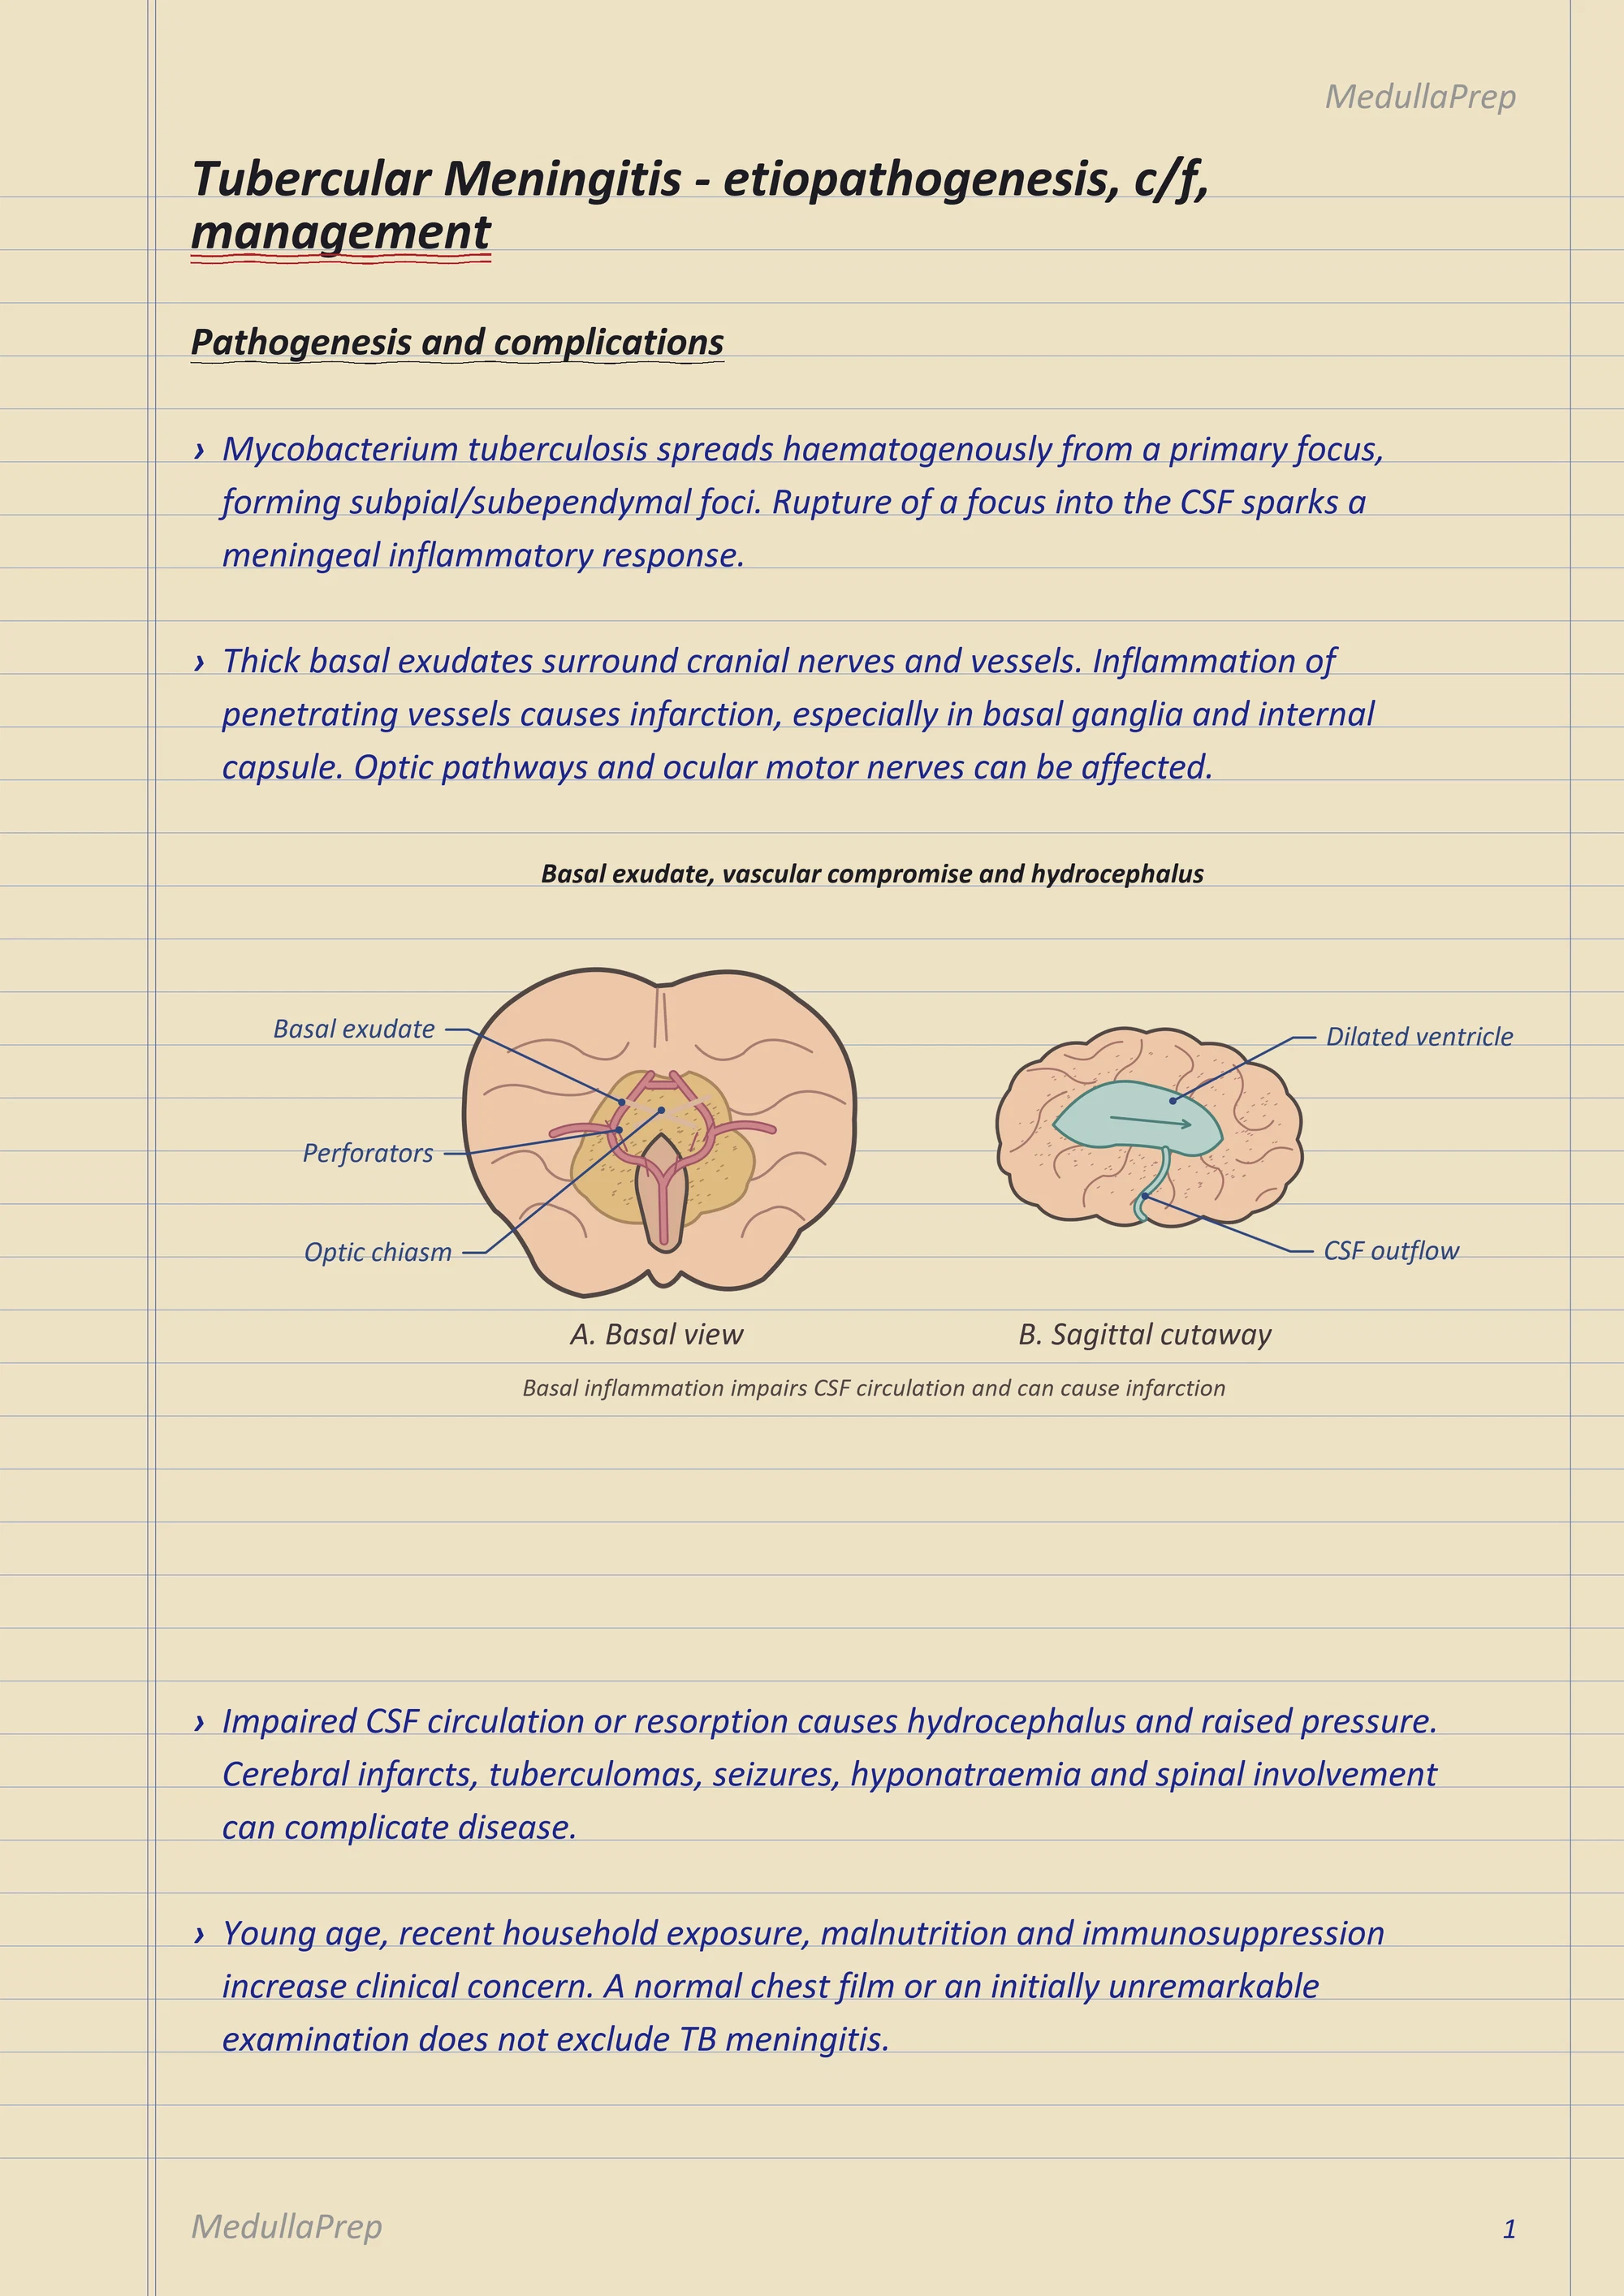 MedullaPrep
Tubercular Meningitis - etiopathogenesis, c/f,
management
Pathogenesis and complications
› Mycobacterium tuberculosis spreads haematogenously from a primary focus,
forming subpial/subependymal foci. Rupture of a focus into the CSF sparks a
meningeal inflammatory response.
› Thick basal exudates surround cranial nerves and vessels. Inflammation of
penetrating vessels causes infarction, especially in basal ganglia and internal
capsule. Optic pathways and ocular motor nerves can be affected.
Basal exudate, vascular compromise and hydrocephalus
Basal exudate
Perforators
Optic chiasm
A. Basal view
Dilated ventricle
CSF outflow
B. Sagittal cutaway
Basal inflammation impairs CSF circulation and can cause infarction
› Impaired CSF circulation or resorption causes hydrocephalus and raised pressure.
Cerebral infarcts, tuberculomas, seizures, hyponatraemia and spinal involvement
can complicate disease.
› Young age, recent household exposure, malnutrition and immunosuppression
increase clinical concern. A normal chest film or an initially unremarkable
examination does not exclude TB meningitis.
MedullaPrep
1